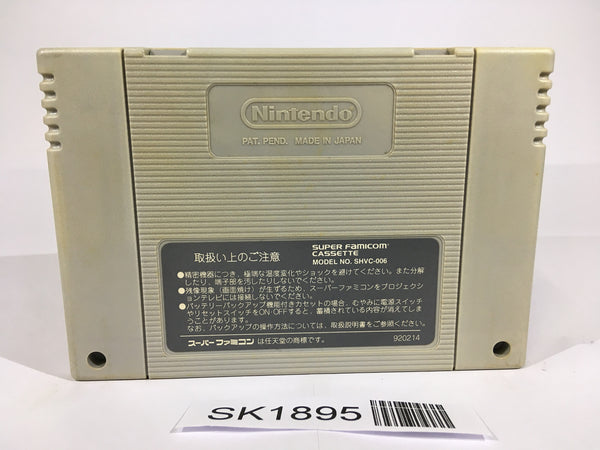 Nintendo
PAT. PEND. MADE IN JAPAN
取扱い上のご注意
SUPER FAMICOM
CASSETTE
MODEL NO. SHVC-006
●精密機器につき、極端な温度変化やショックを避けてください。また分解
したり、端子部を汚したりしないでください。
●残像現象（画面焼け）が生ずるため、スーパーファミコンをプロジェクシ
ョンテレビには接続しないでください。
●バッテリーバックアップ機能付きカセットの場合、むやみに電源スイッチ
やリセットスイッチをON・OFFすると、蓄積されている内容が消えてしま
うことがあります。
なお、バックアップの操作方法については、取扱説明書をご参照ください。
スーパーファミコン は任天堂の商標です。
920214
SK1895